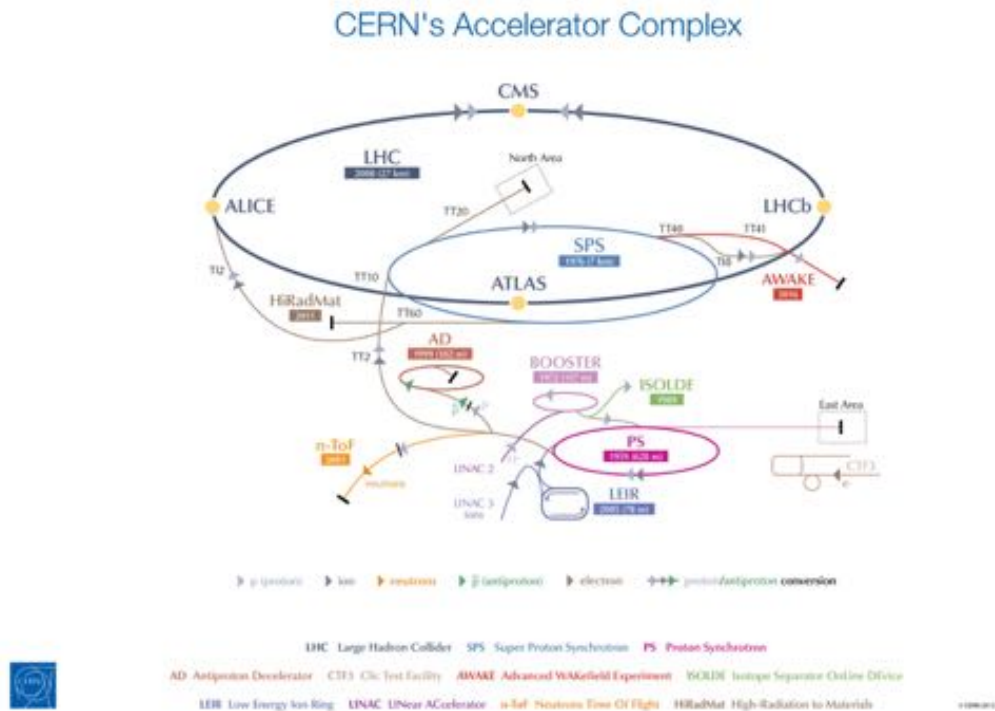 CERN's Accelerator Complex
CMS
LHC
2008 (27 km)
North Area
ALICE
TT20
LHCb
TT40
TT41
SPS
1976 (7 km)
TI8
TI2
TT10
ATLAS
AWAKE
2016
HiRadMat
2011
TT60
AD
1999 (182 m)
TT2
BOOSTER
1972 (157 m)
ISOLDE
1989
East Area
n-ToF
2001
PS
1959 (628 m)
LINAC 2
neutrons
CTF3
e-
LEIR
2005 (78 m)
LINAC 3
Ions
p (proton) ion neutrons p̄ (antiproton) electron proton/antiproton conversion
LHC Large Hadron Collider SPS Super Proton Synchrotron PS Proton Synchrotron
AD Antiproton Decelerator CTF3 Clic Test Facility AWAKE Advanced WAKefield Experiment ISOLDE Isotope Separator OnLine DEvice
LEIR Low Energy Ion Ring LINAC LINear ACcelerator n-ToF Neutrons Time Of Flight HiRadMat High-Radiation to Materials
CERN